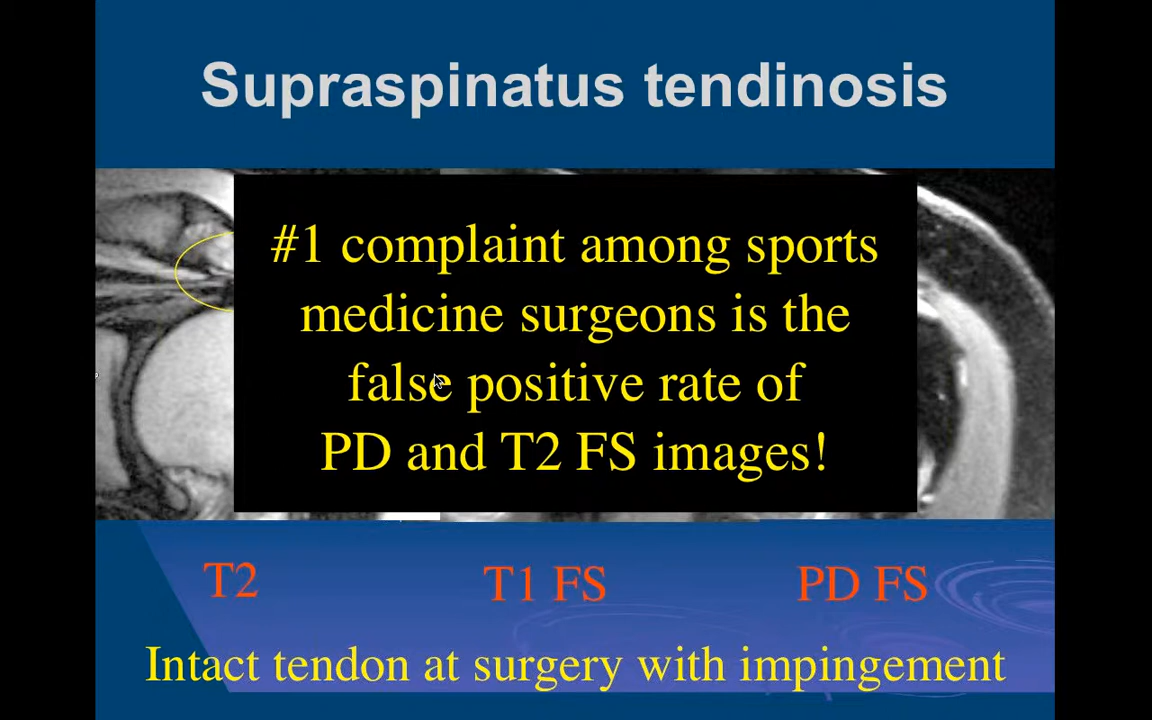 Supraspinatus tendinosis
#1 complaint among sports
medicine surgeons is the
false positive rate of
PD and T2 FS images!
T2
T1 FS
PD FS
Intact tendon at surgery with impingement